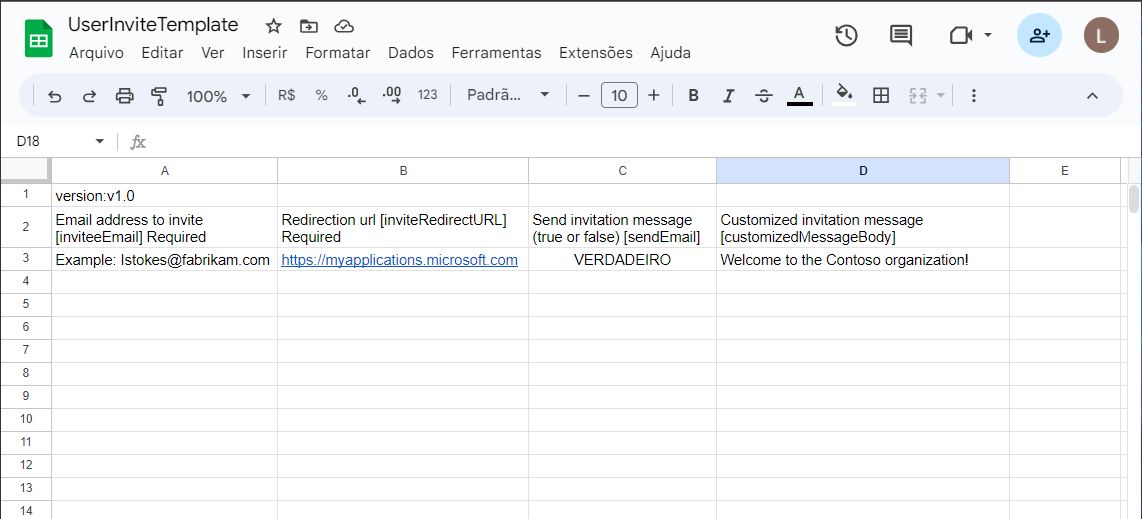 UserInviteTemplate
Arquivo Editar Ver Inserir Formatar Dados Ferramentas Extensões Ajuda
L
100% R$ % .0 .00 123 Padrã... − 10 + B I S A
D18 fx
A B C D E
1 version:v1.0
2 Email address to invite [inviteeEmail] Required Redirection url [inviteRedirectURL] Required Send invitation message (true or false) [sendEmail] Customized invitation message [customizedMessageBody]
3 Example: lstokes@fabrikam.com https://myapplications.microsoft.com VERDADEIRO Welcome to the Contoso organization!
4
5
6
7
8
9
10
11
12
13
14